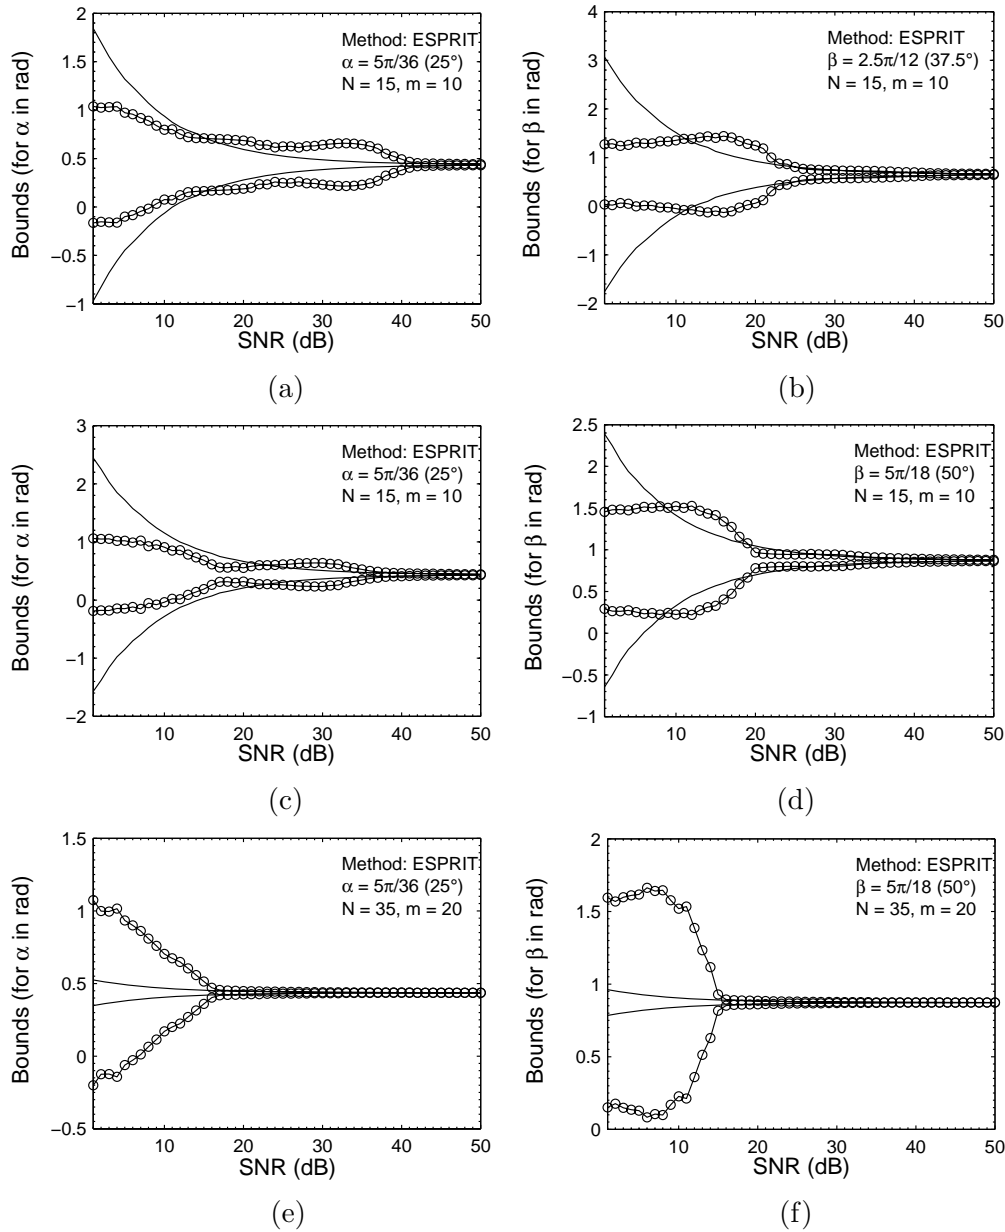 2
1.5
1
0.5
0
−0.5
−1
10
20
30
40
50
Bounds (for α in rad)
SNR (dB)
Method: ESPRIT
α = 5π/36 (25°)
N = 15, m = 10
(a)
4
3
2
1
0
−1
−2
10
20
30
40
50
Bounds (for β in rad)
SNR (dB)
Method: ESPRIT
β = 2.5π/12 (37.5°)
N = 15, m = 10
(b)
3
2
1
0
−1
−2
10
20
30
40
50
Bounds (for α in rad)
SNR (dB)
Method: ESPRIT
α = 5π/36 (25°)
N = 15, m = 10
(c)
2.5
2
1.5
1
0.5
0
−0.5
−1
10
20
30
40
50
Bounds (for β in rad)
SNR (dB)
Method: ESPRIT
β = 5π/18 (50°)
N = 15, m = 10
(d)
1.5
1
0.5
0
−0.5
10
20
30
40
50
Bounds (for α in rad)
SNR (dB)
Method: ESPRIT
α = 5π/36 (25°)
N = 35, m = 20
(e)
2
1.5
1
0.5
0
10
20
30
40
50
Bounds (for β in rad)
SNR (dB)
Method: ESPRIT
β = 5π/18 (50°)
N = 35, m = 20
(f)